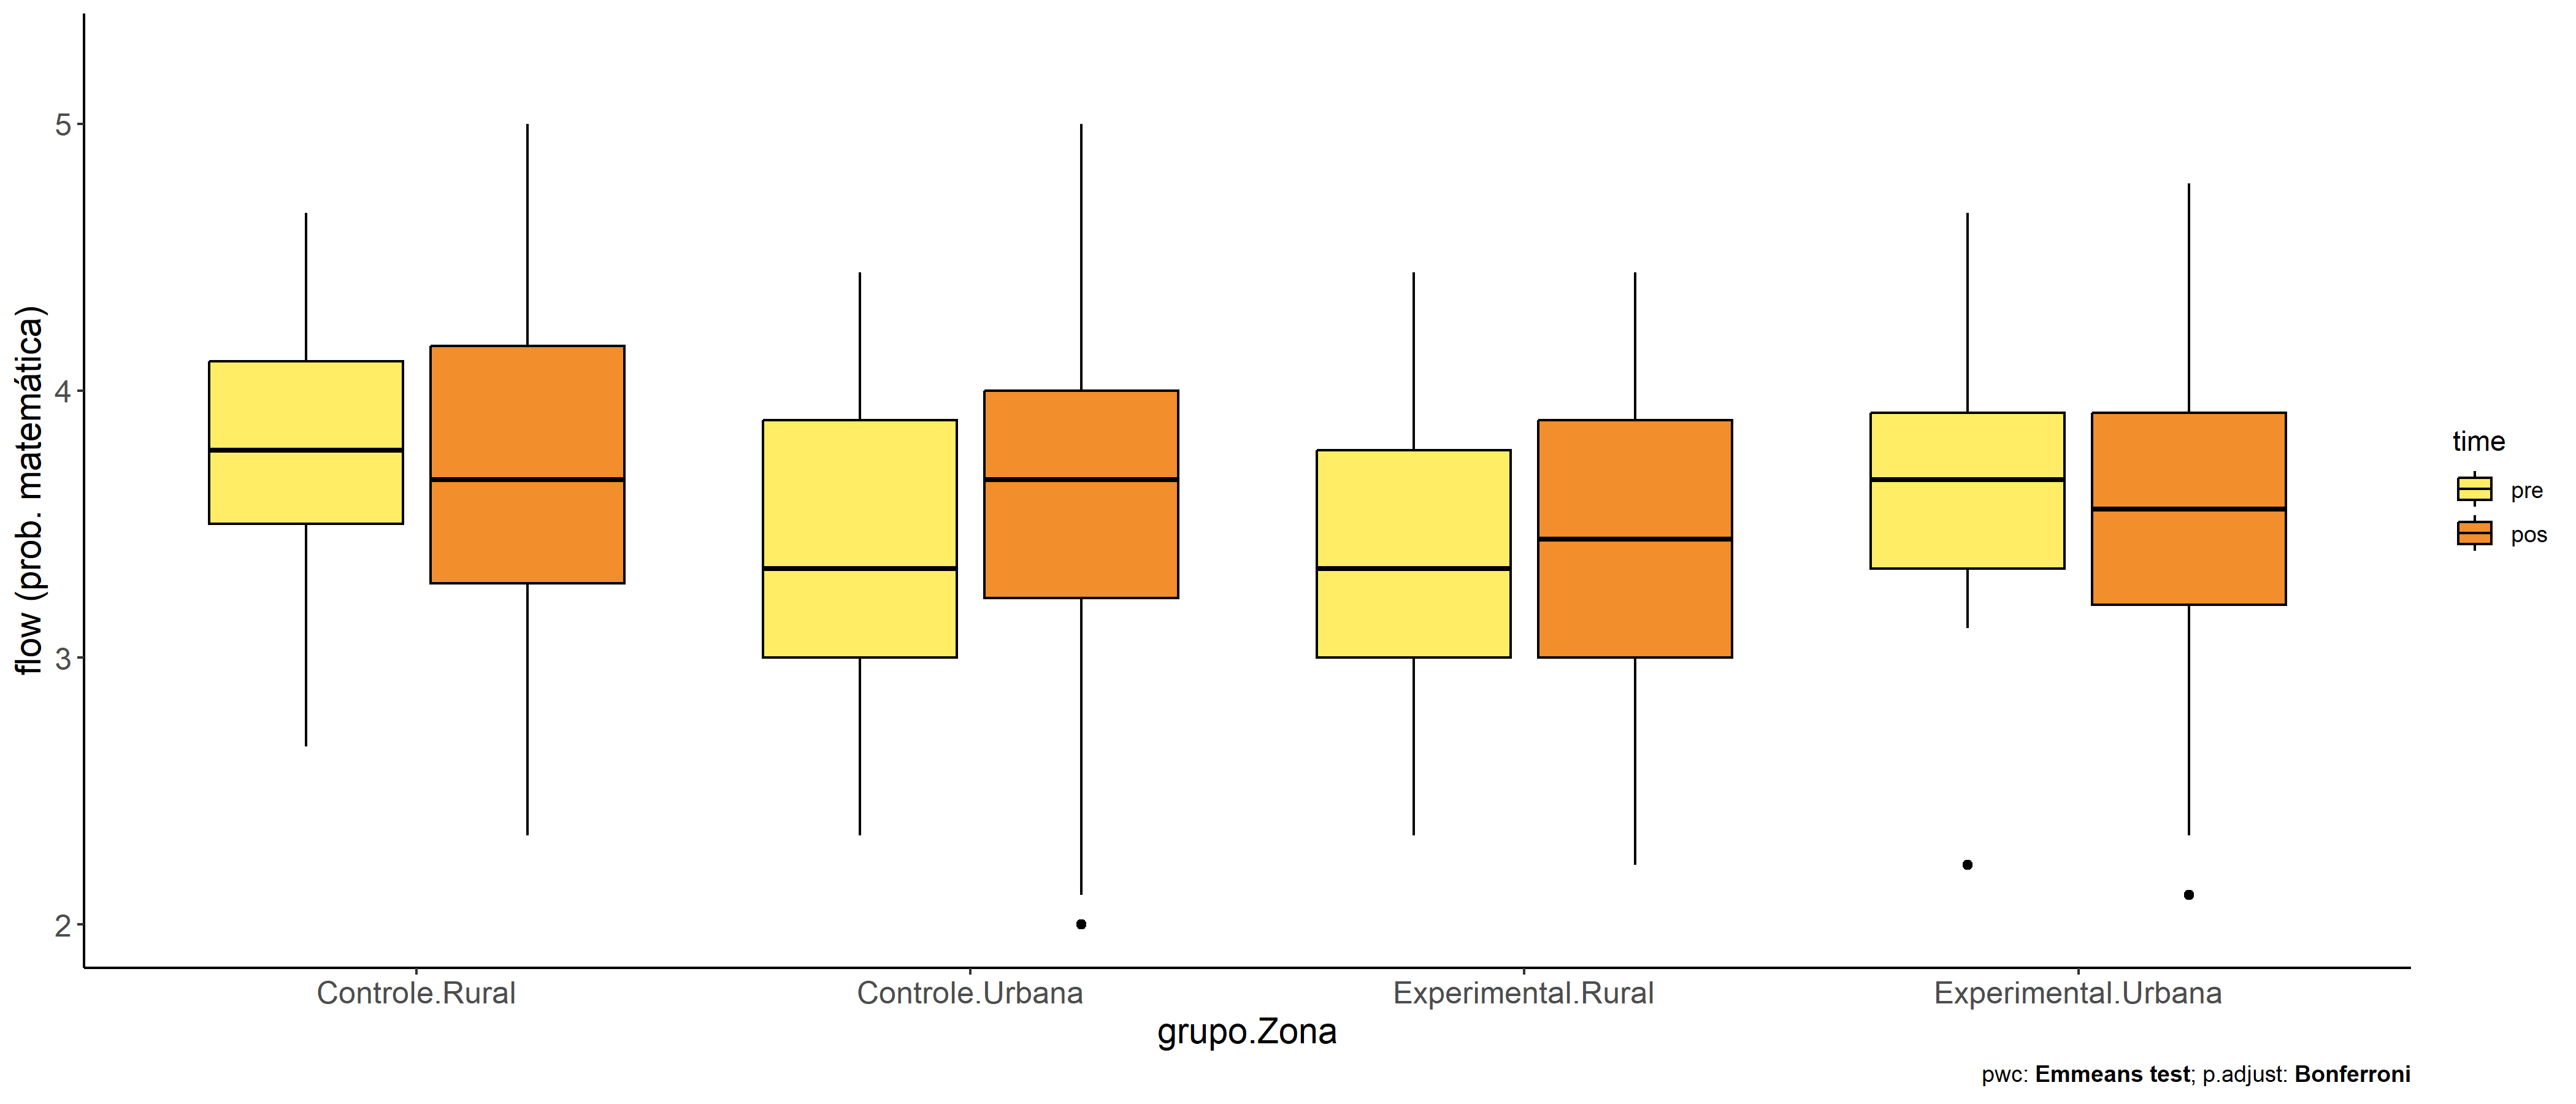 flow (prob. matemática)
5
4
3
2
Controle.Rural
Controle.Urbana
Experimental.Rural
Experimental.Urbana
grupo.Zona
time
pre
pos
pwc: Emmeans test; p.adjust: Bonferroni